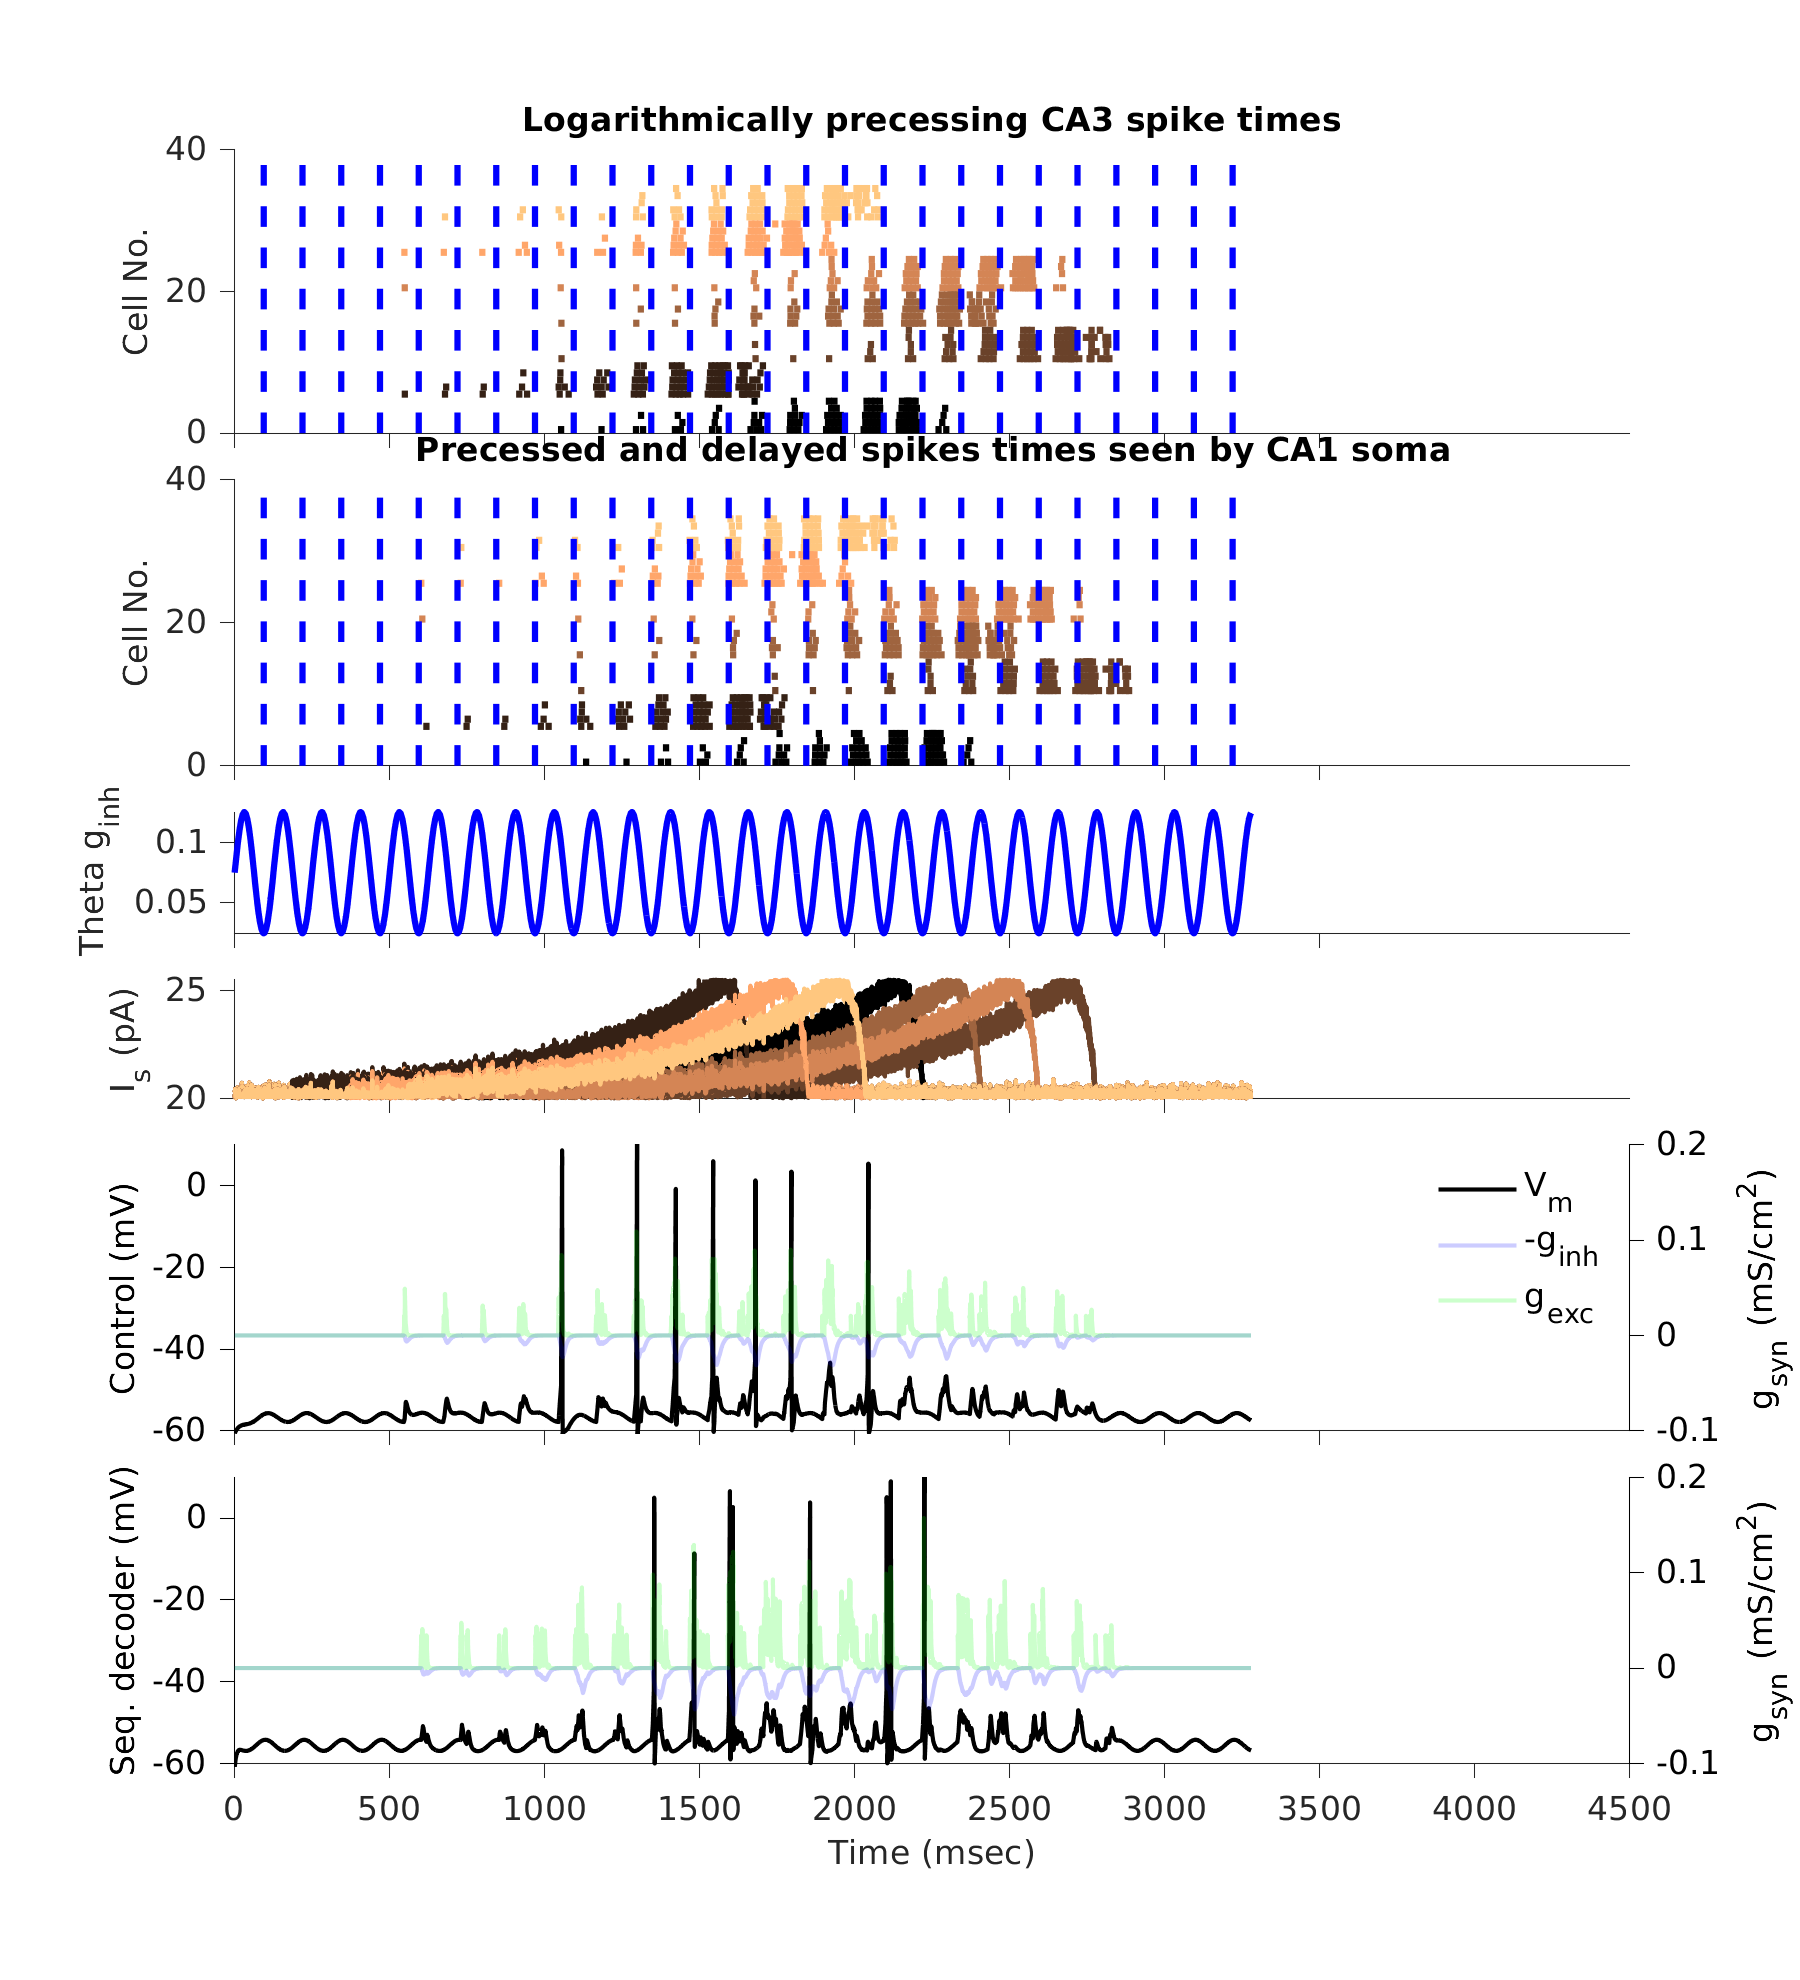 Logarithmically precessing CA3 spike times
40
20
0
Cell No.
Precessed and delayed spikes times seen by CA1 soma
40
20
0
Cell No.
0.1
0.05
Theta g_inh
25
20
I_s (pA)
0
-20
-40
-60
Control (mV)
V_m
-g_inh
g_exc
0.2
0.1
0
-0.1
g_syn (mS/cm^2)
0
-20
-40
-60
Seq. decoder (mV)
0.2
0.1
0
-0.1
g_syn (mS/cm^2)
0 500 1000 1500 2000 2500 3000 3500 4000 4500
Time (msec)